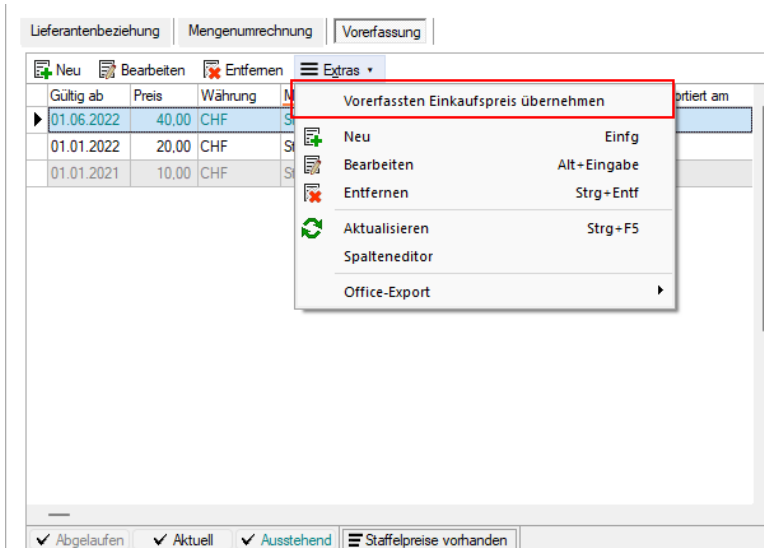 Lieferantenbeziehung Mengenumrechnung Vorerfassung
Neu Bearbeiten Entfernen Extras
Gültig ab Preis Währung
01.06.2022 40,00 CHF
01.01.2022 20,00 CHF
01.01.2021 10,00 CHF
Vorerfassten Einkaufspreis übernehmen
Neu Einfg
Bearbeiten Alt+Eingabe
Entfernen Strg+Entf
Aktualisieren Strg+F5
Spalteneditor
Office-Export
Abgelaufen Aktuell Ausstehend Staffelpreise vorhanden